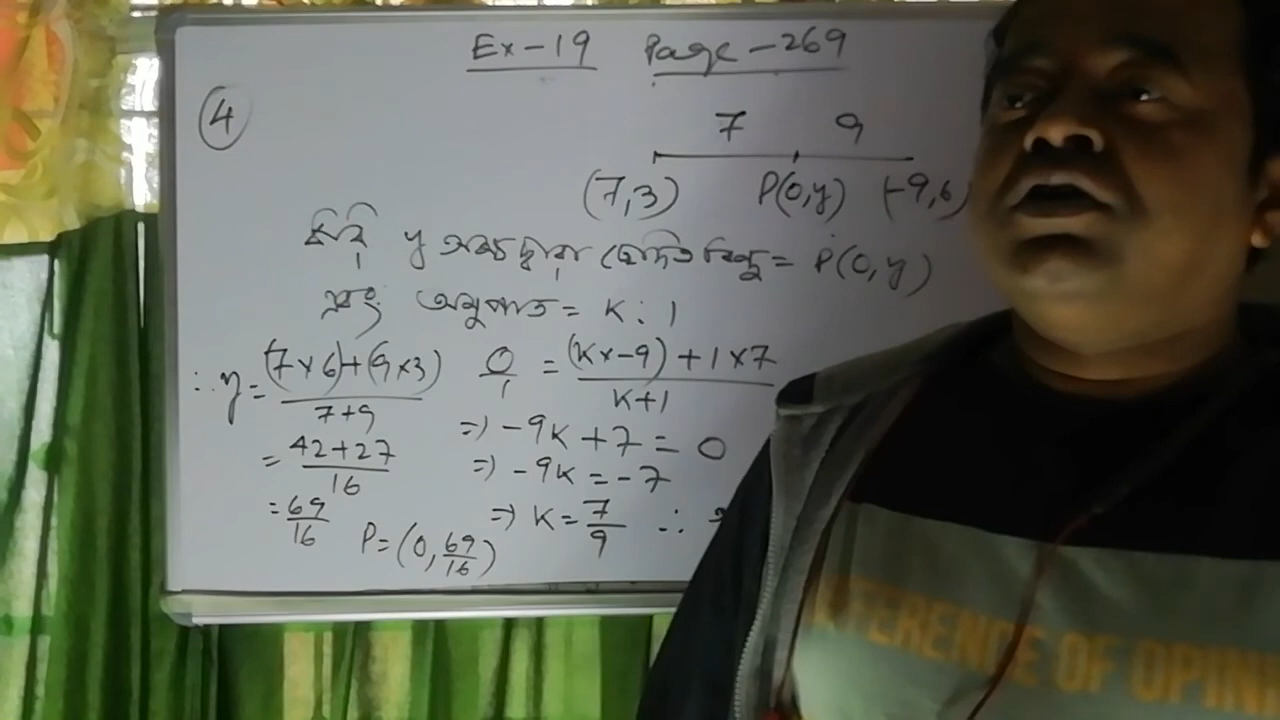 Ex-19 Page-269
④
7 9
(7,3) P(0,y) (-9,6)
ধরি y অক্ষ দ্বারা ছেদিত বিন্দু = P(0,y)
এবং অনুপাত = K : 1
∴ y = (7×6)+(9×3) / 7+9
= 42+27 / 16
= 69/16
P = (0, 69/16)
0/1 = (K×-9)+1×7 / K+1
⇒ -9K+7 = 0
⇒ -9K = -7
⇒ K = 7/9 ∴
FERENCE OF OPIN